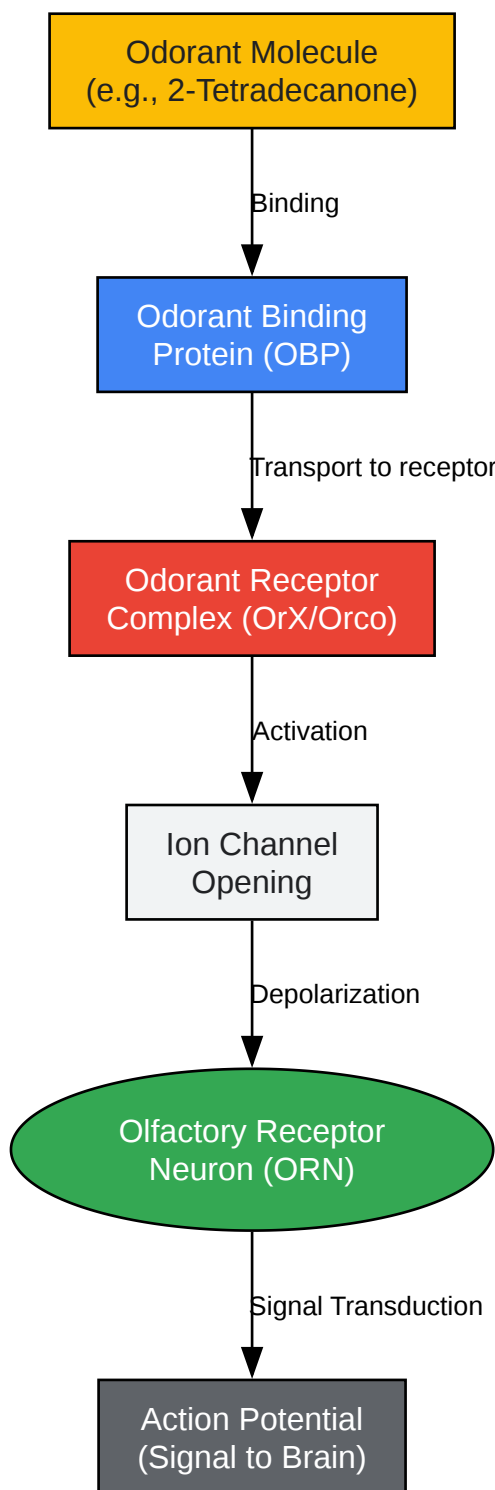 Odorant Molecule
(e.g., 2-Tetradecanone)
Binding
Odorant Binding
Protein (OBP)
Transport to receptor
Odorant Receptor
Complex (OrX/Orco)
Activation
Ion Channel
Opening
Depolarization
Olfactory Receptor
Neuron (ORN)
Signal Transduction
Action Potential
(Signal to Brain)